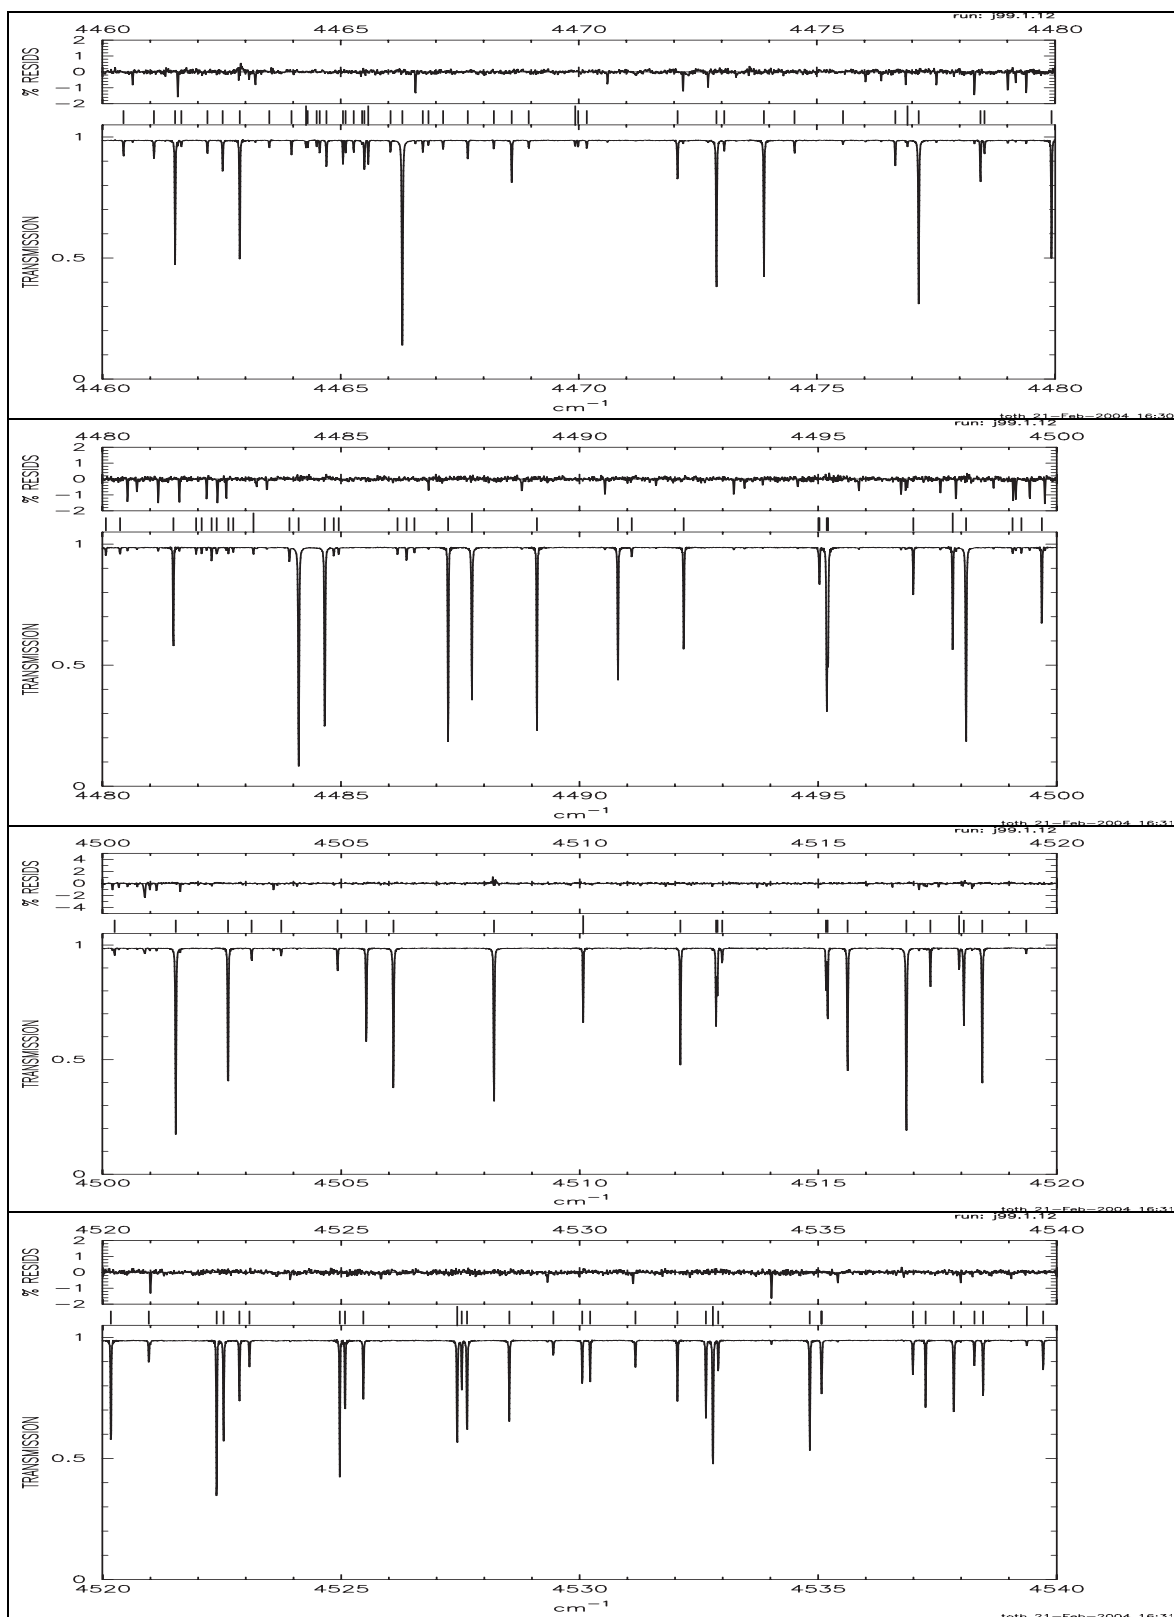 run: j99.1.12
4460 4465 4470 4475 4480
2
1
0
−1
−2
% RESIDS
1
0.5
0
TRANSMISSION
4460 4465 4470 4475 4480
cm−1
toth 21−Feb−2004 16:30
run: j99.1.12
4480 4485 4490 4495 4500
2
1
0
−1
−2
% RESIDS
1
0.5
0
TRANSMISSION
4480 4485 4490 4495 4500
cm−1
toth 21−Feb−2004 16:31
run: j99.1.12
4500 4505 4510 4515 4520
4
2
0
−2
−4
% RESIDS
1
0.5
0
TRANSMISSION
4500 4505 4510 4515 4520
cm−1
toth 21−Feb−2004 16:31
run: j99.1.12
4520 4525 4530 4535 4540
2
1
0
−1
−2
% RESIDS
1
0.5
0
TRANSMISSION
4520 4525 4530 4535 4540
cm−1